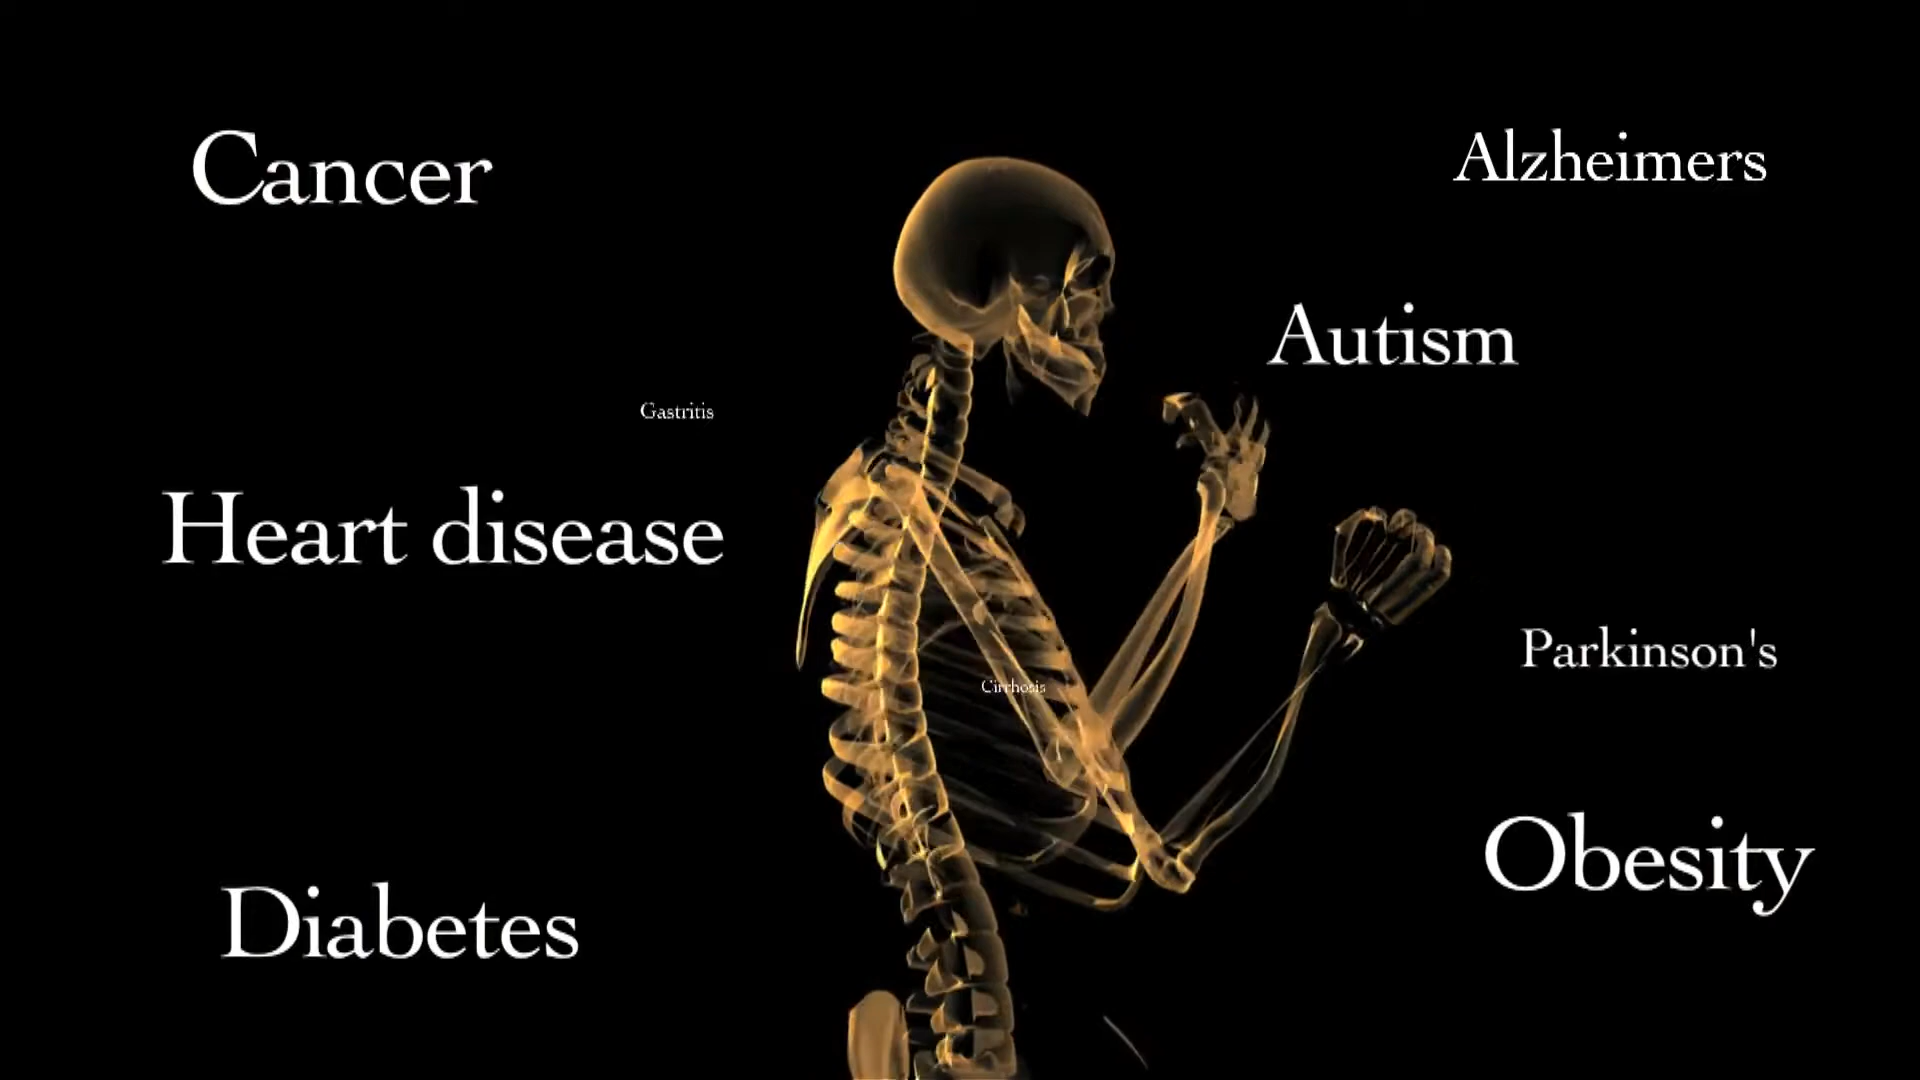 Cancer
Alzheimers
Autism
Gastritis
Heart disease
Parkinson's
Cirrhosis
Obesity
Diabetes